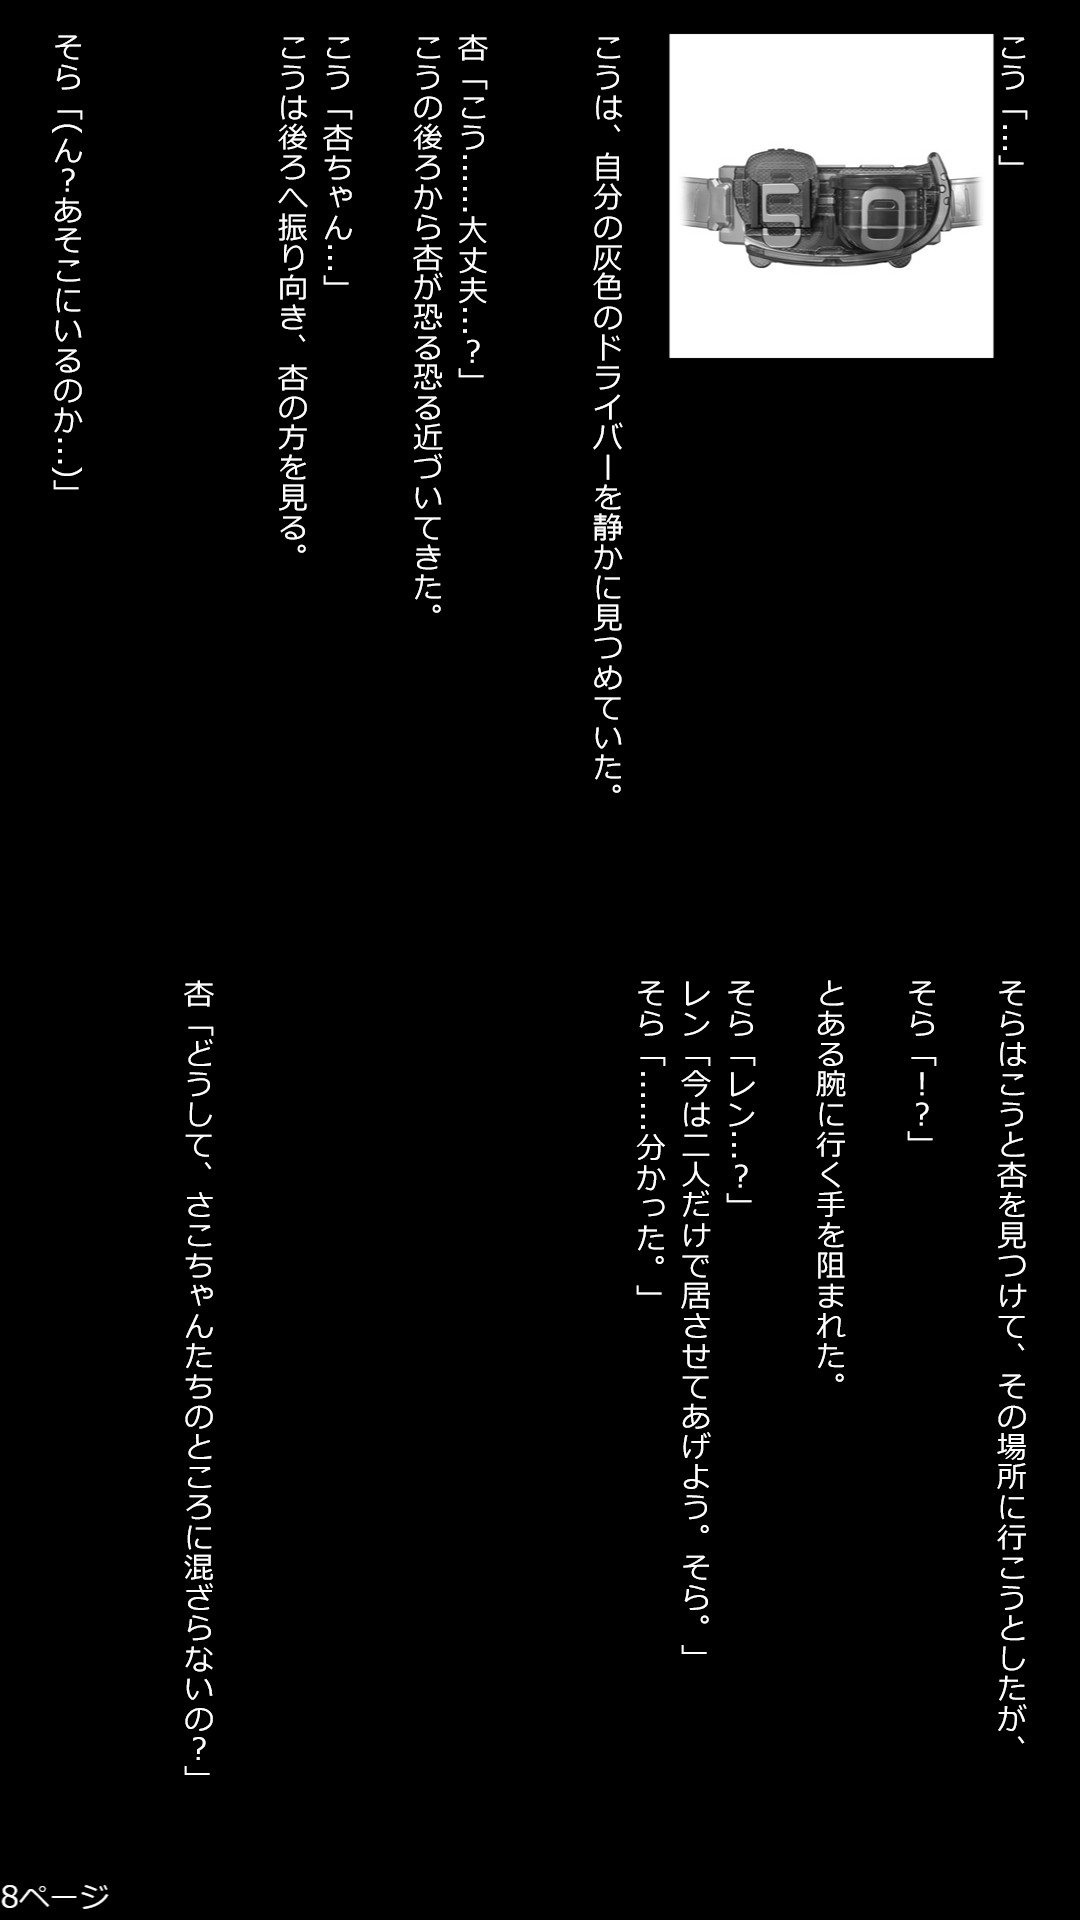 こう「…」
50
こうは、自分の灰色のドライバーを静かに見つめていた。
杏「こう……大丈夫…?」
こうの後ろから杏が恐る恐る近づいてきた。
こう「杏ちゃん…」
こうは後ろへ振り向き、杏の方を見る。
そら「(ん?あそこにいるのか…)」
そらはこうと杏を見つけて、その場所に行こうとしたが、
そら「!?」
とある腕に行く手を阻まれた。
そら「レン…?」
レン「今は二人だけで居させてあげよう。そら。」
そら「……分かった。」
杏「どうして、さこちゃんたちのところに混ざらないの?」
8ページ